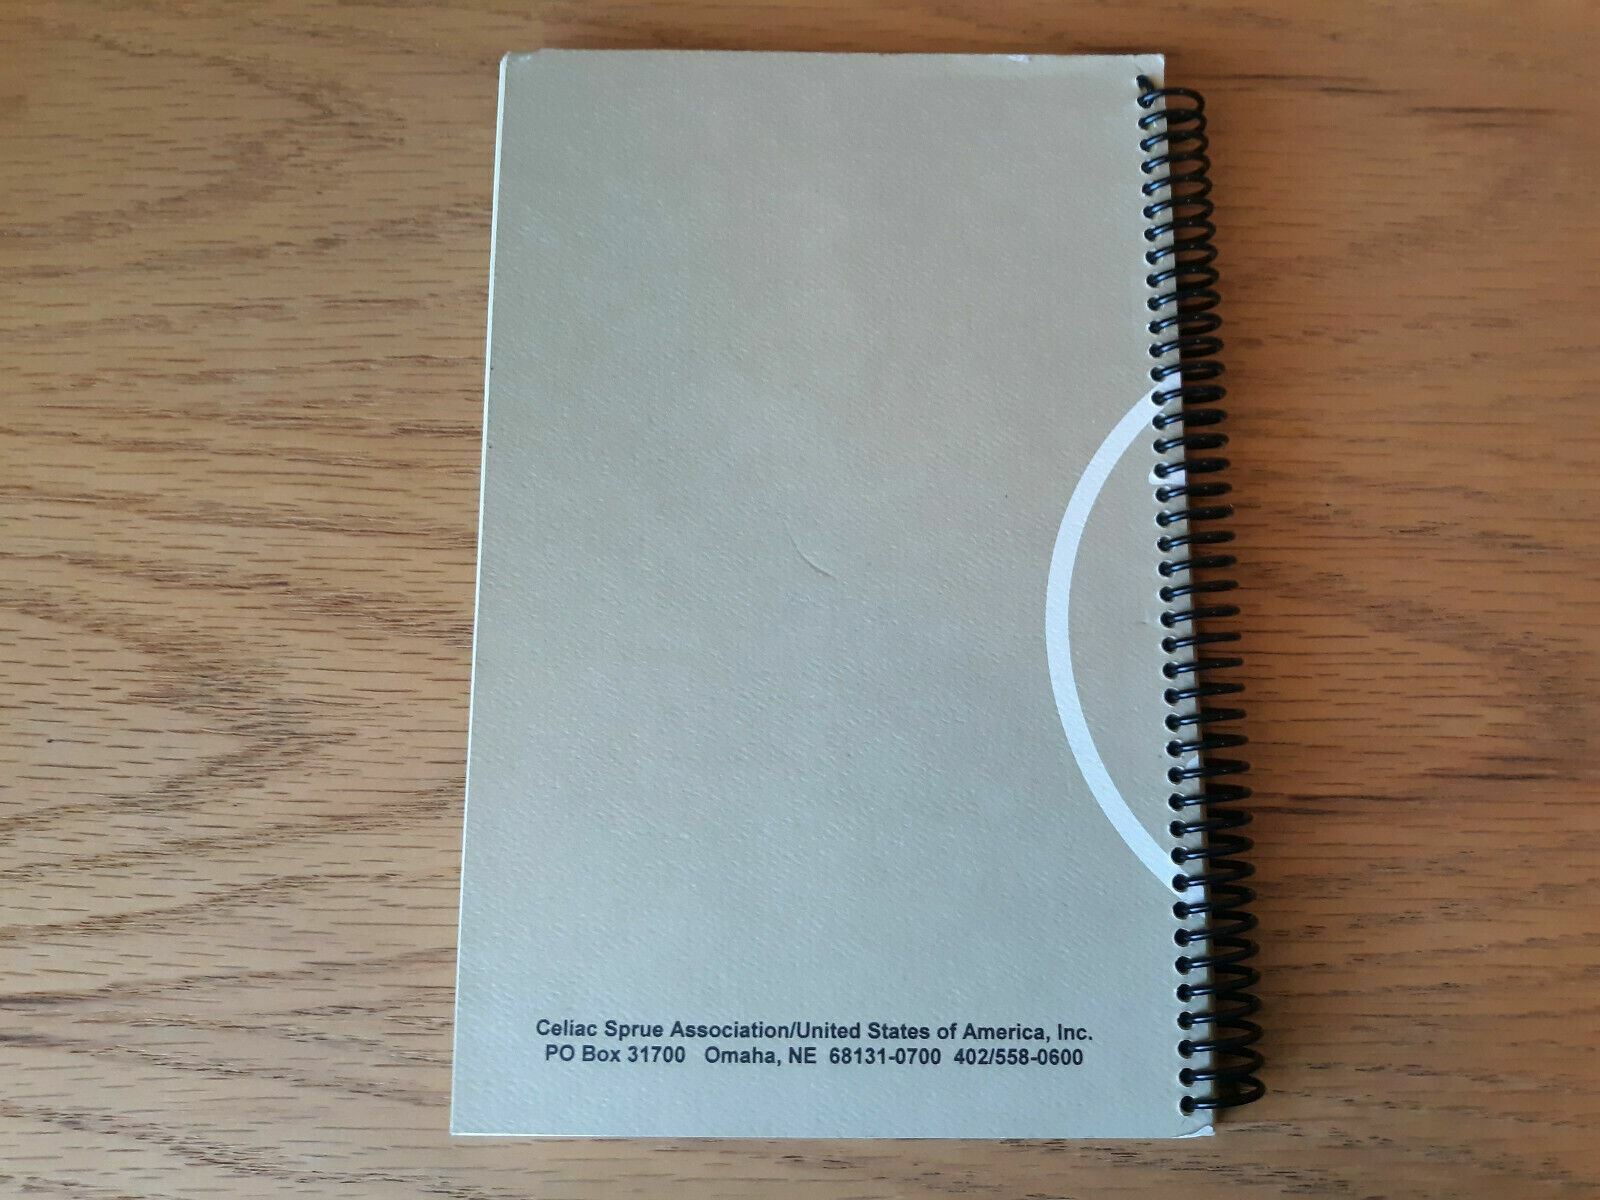 Celiac Sprue Association/United States of America, Inc.
PO Box 31700 Omaha, NE 68131-0700 402/558-0600